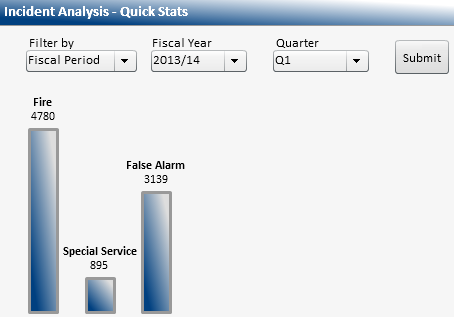 Incident Analysis - Quick Stats
Filter by Fiscal Year Quarter
Fiscal Period 2013/14 Q1 Submit
Fire
4780
False Alarm
3139
Special Service
895